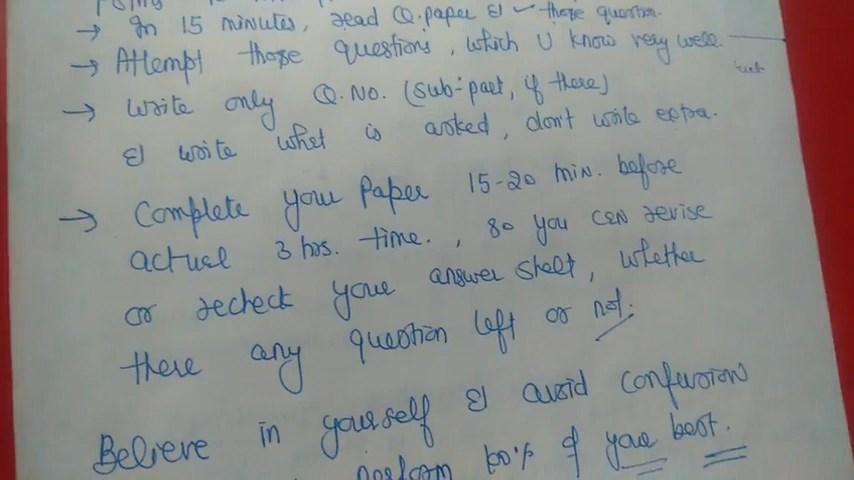 → In 15 minutes, read Q. paper & ✓ those question.
→ Attempt those questions, which U know very well.
→ Write only Q. No. (sub-part, if there)
& write what is asked, don't write extra.
→ Complete your Paper 15-20 min. before
actual 3 hrs. time., so you can revise
or recheck your answer sheet, whether
there any question left or not.
Believe in yourself & avoid confusion
perform 100% of your best.